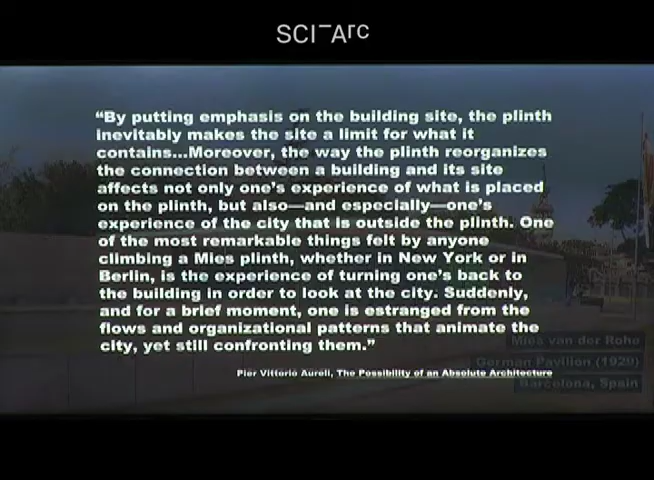 SCI-Arc
“By putting emphasis on the building site, the plinth
inevitably makes the site a limit for what it
contains...Moreover, the way the plinth reorganizes
the connection between a building and its site
affects not only one’s experience of what is placed
on the plinth, but also—and especially—one’s
experience of the city that is outside the plinth. One
of the most remarkable things felt by anyone
climbing a Mies plinth, whether in New York or in
Berlin, is the experience of turning one’s back to
the building in order to look at the city. Suddenly,
and for a brief moment, one is estranged from the
flows and organizational patterns that animate the
city, yet still confronting them.”
Mies van der Rohe
German Pavilion (1929)
Barcelona, Spain
Pier Vittorio Aureli, The Possibility of an Absolute Architecture